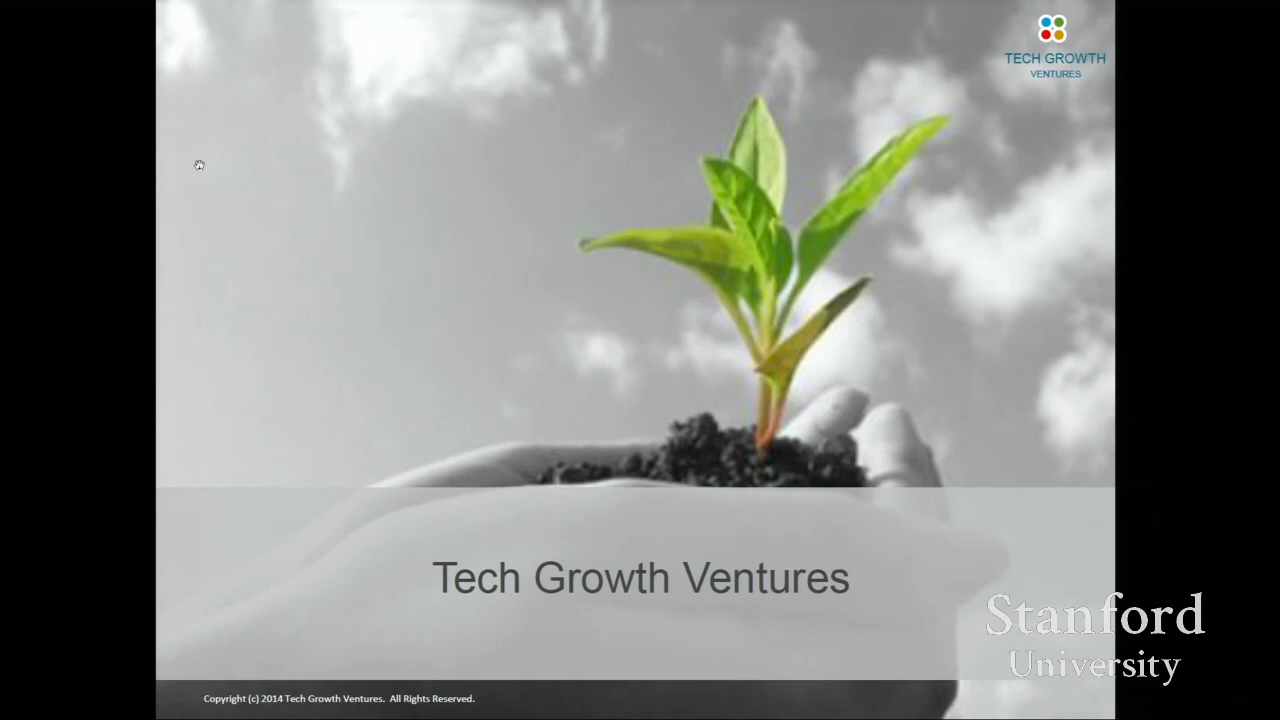 TECH GROWTH
VENTURES
Tech Growth Ventures
Stanford
University
Copyright (c) 2014 Tech Growth Ventures. All Rights Reserved.